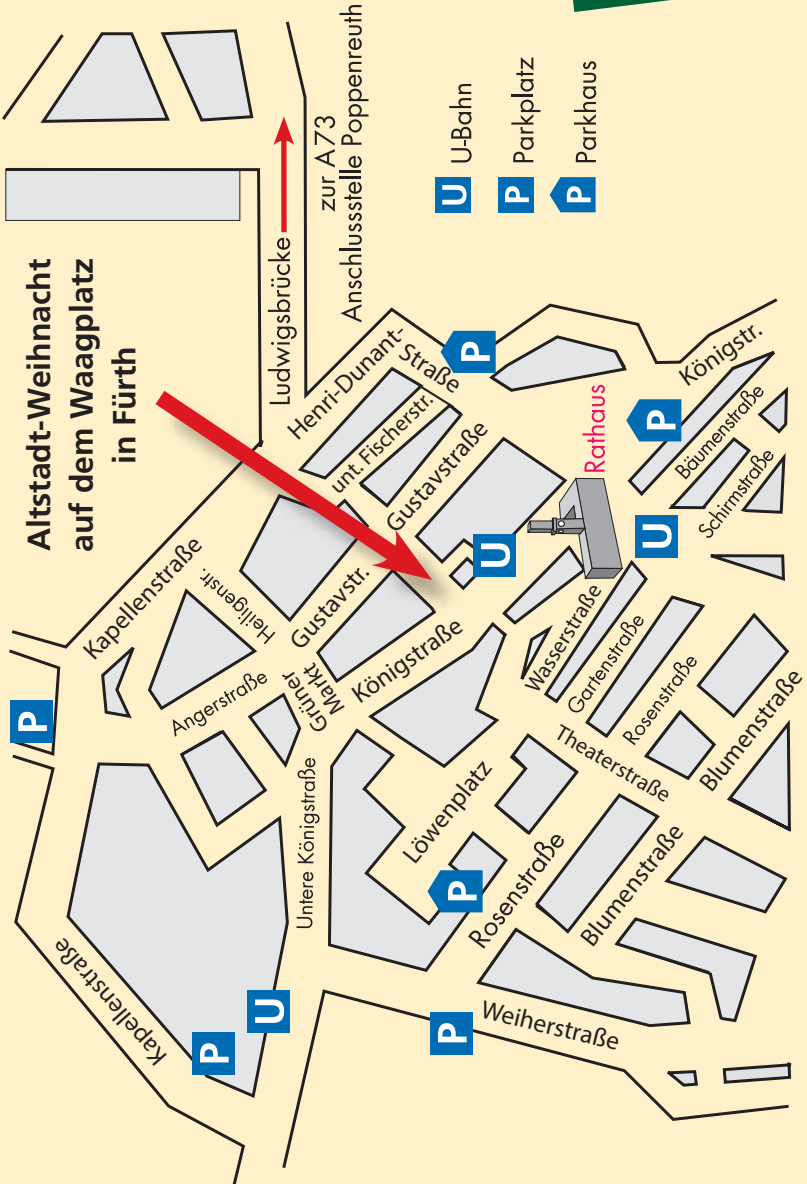 Altstadt-Weihnacht
auf dem Waagplatz
in Fürth
Ludwigsbrücke
zur A73
Anschlussstelle Poppenreuth
U U-Bahn
P Parkplatz
P Parkhaus
Kapellenstraße
Heiligenstr.
Angerstraße
Gustavstr.
Grüner
Markt
Königstraße
Henri-Dunant-
Straße
unt. Fischerstr.
Gustavstraße
P
U
Rathaus
P
U
Königstr.
Bäumenstraße
Schirmstraße
Wasserstraße
Gartenstraße
Rosenstraße
Blumenstraße
Theaterstraße
P
Untere Königstraße
Löwenplatz
P
Rosenstraße
Blumenstraße
Kapellenstraße
P
U
P
Weiherstraße